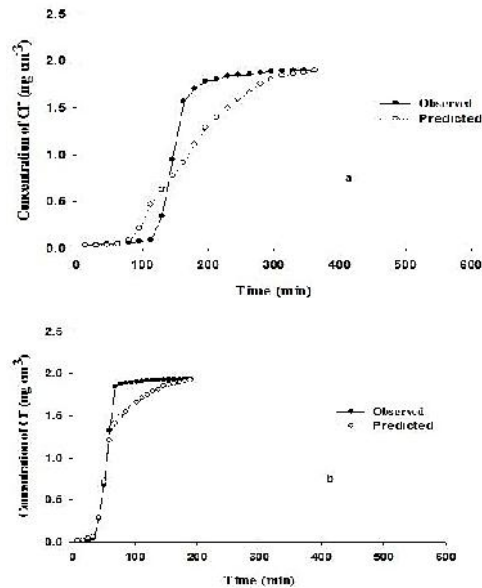 2.5
2.0
1.5
1.0
0.5
0.0
Concentration of Cl⁻ (mg cm⁻³)
Observed
Predicted
a
0 100 200 300 400 500 600
Time (min)
2.5
2.0
1.5
1.0
0.5
0.0
Concentration of Cl⁻ (mg cm⁻³)
Observed
Predicted
b
0 100 200 300 400 500 600
Time (min)